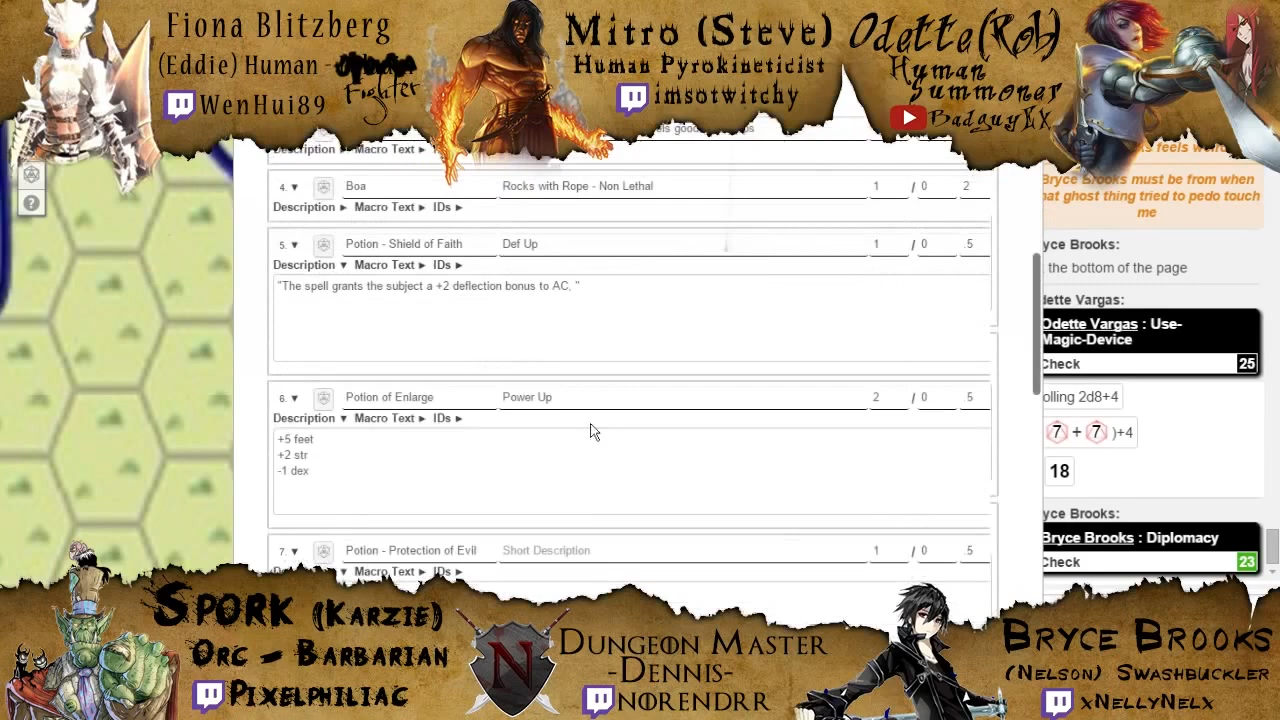 Fiona Blitzberg
(Eddie) Human -
Fighter
WenHui89
Mitro (Steve)
Human Pyrokineticist
imsotwitchy
Odette (Rob)
Human
Summoner
BadguyEX
Description Macro Text
4. Boa Rocks with Rope - Non Lethal 1 / 0 2
Description Macro Text IDs
5. Potion - Shield of Faith Def Up 1 / 0 .5
Description Macro Text IDs
"The spell grants the subject a +2 deflection bonus to AC, "
6. Potion of Enlarge Power Up 2 / 0 .5
Description Macro Text IDs
+5 feet
+2 str
-1 dex
7. Potion - Protection of Evil Short Description 1 / 0 .5
Macro Text IDs
feels
Bryce Brooks must be from when
hat ghost thing tried to pedo touch
me
yce Brooks:
the bottom of the page
dette Vargas:
Odette Vargas : Use-
Magic-Device
Check 25
olling 2d8+4
7 + 7 )+4
18
yce Brooks:
Bryce Brooks : Diplomacy
Check 23
Spork (Karzie)
Orc - Barbarian
Pixelphiliac
N
Dungeon Master
-Dennis-
norendrr
Bryce Brooks
(Nelson) Swashbuckler
xNellyNelx